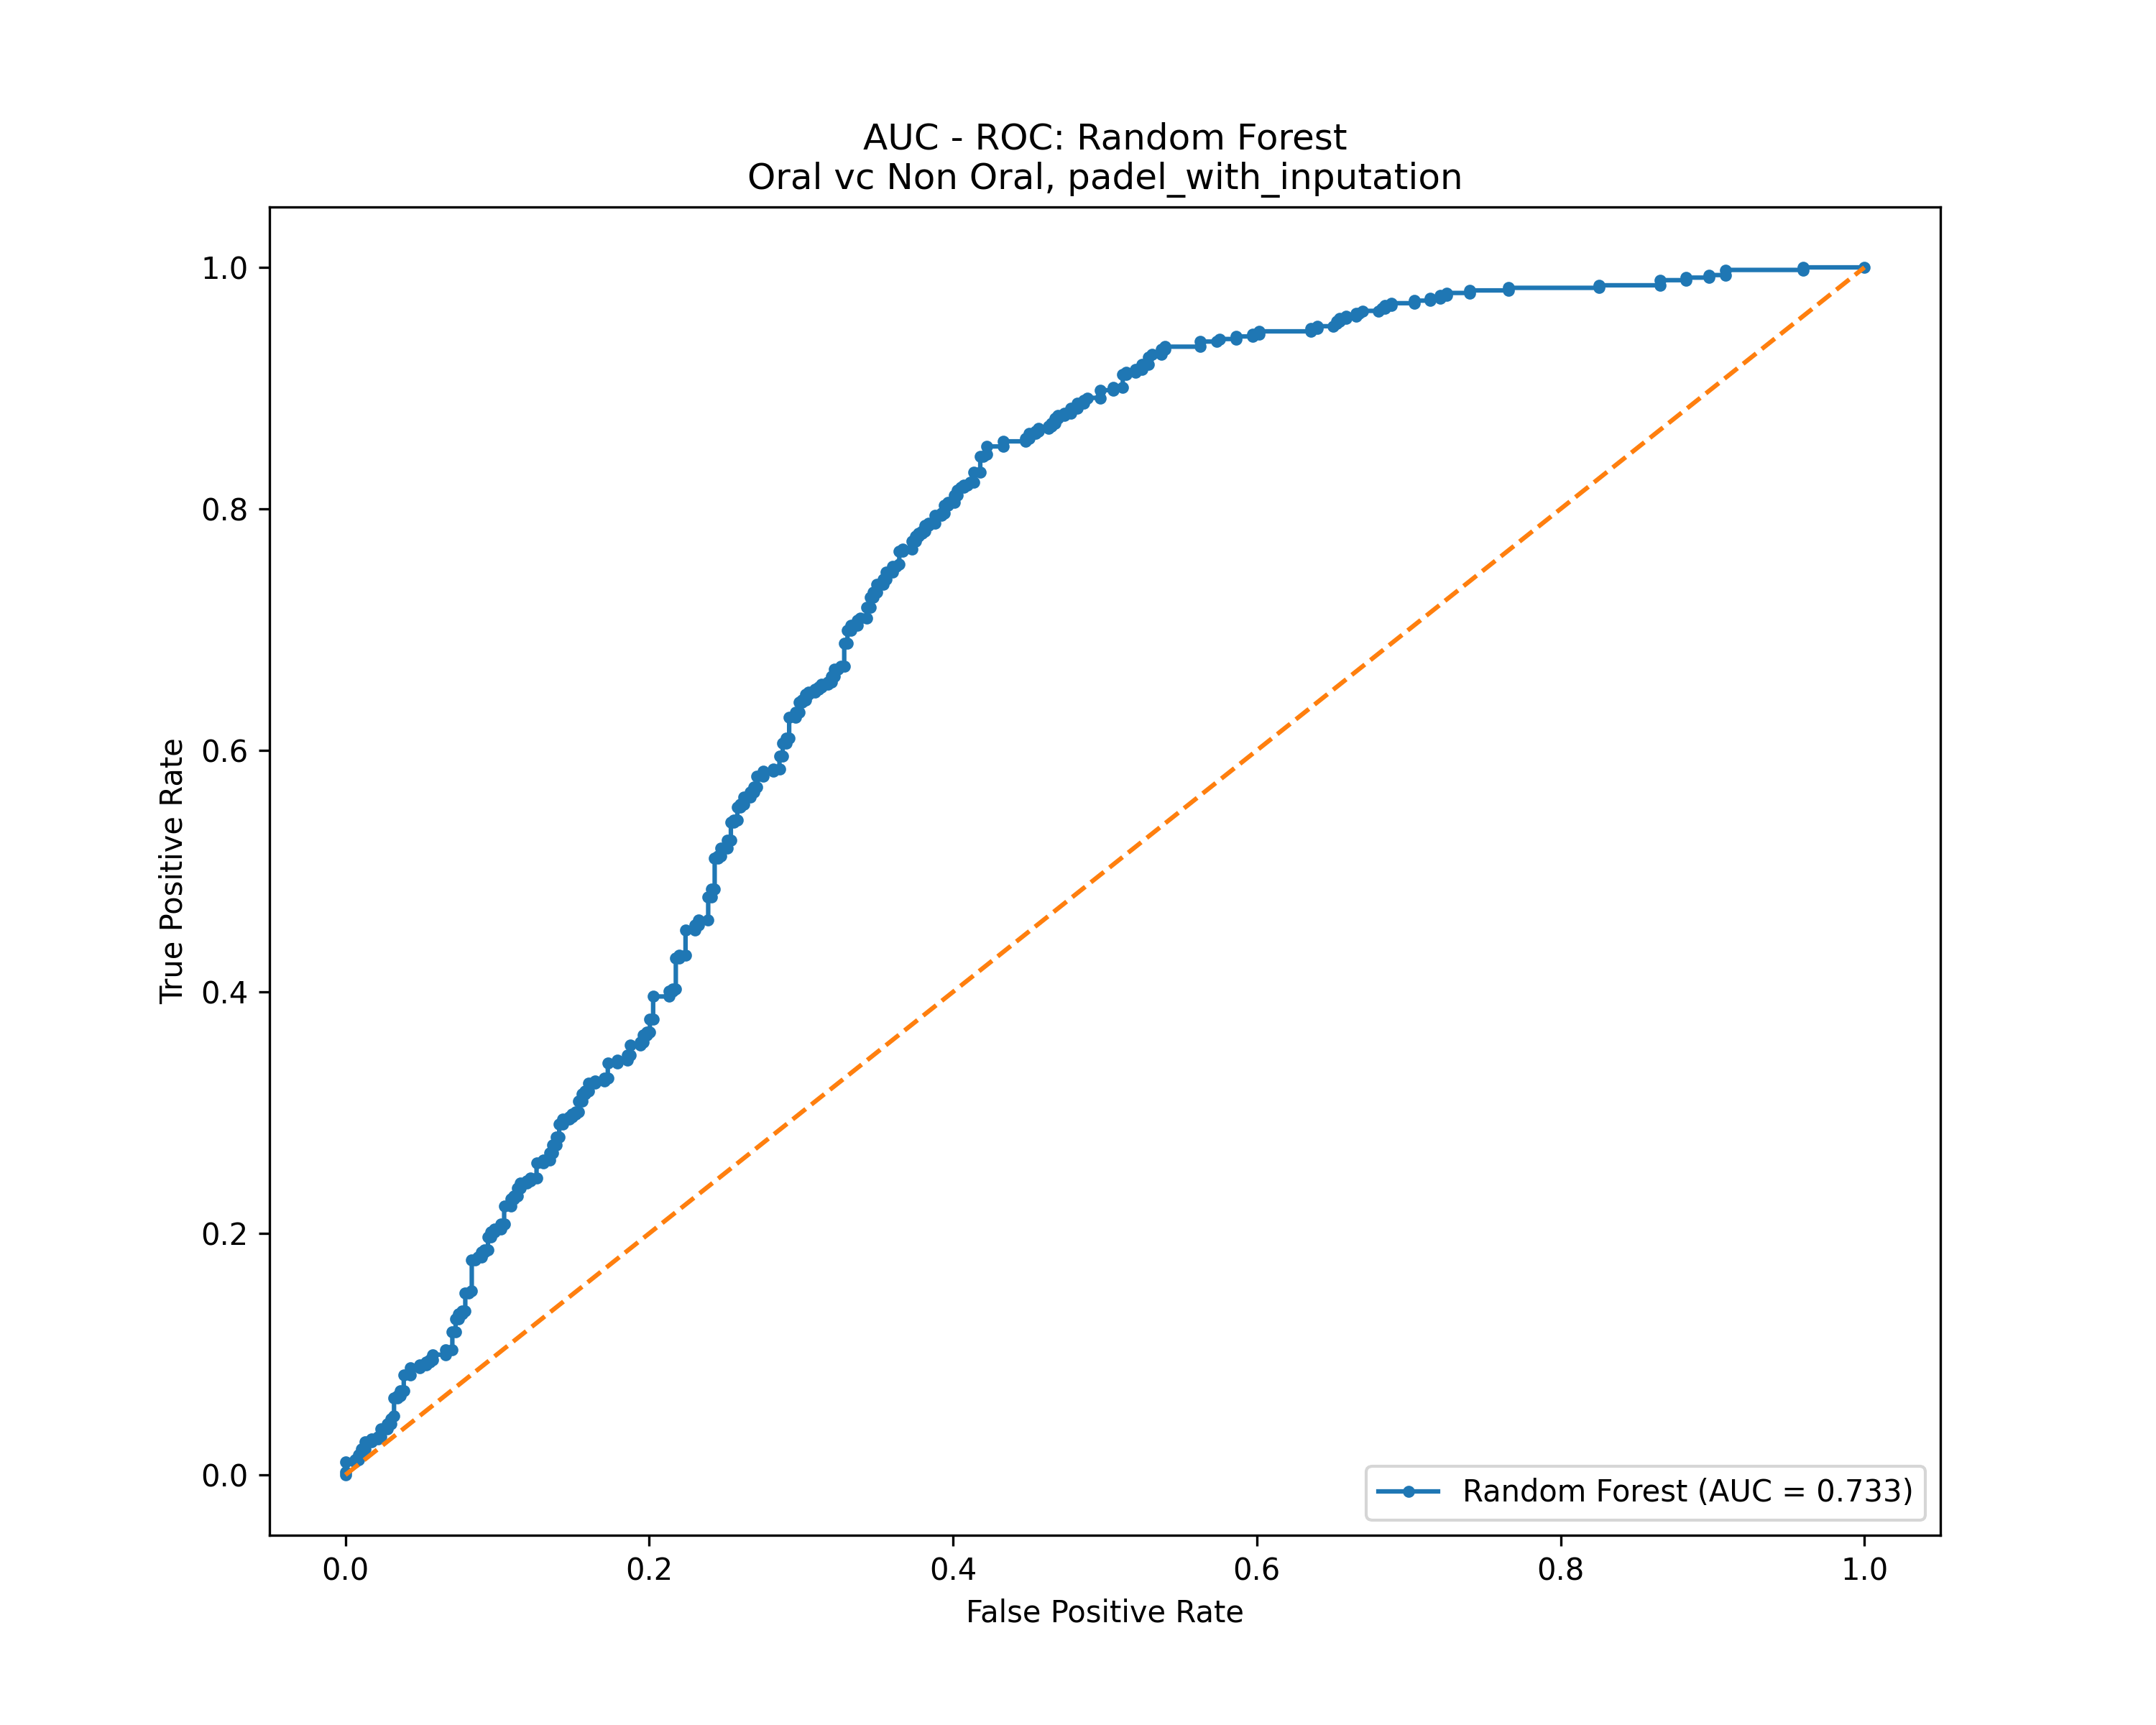 AUC - ROC: Random Forest
Oral vc Non Oral, padel_with_inputation
True Positive Rate
1.0
0.8
0.6
0.4
0.2
0.0
Random Forest (AUC = 0.733)
0.0 0.2 0.4 0.6 0.8 1.0
False Positive Rate